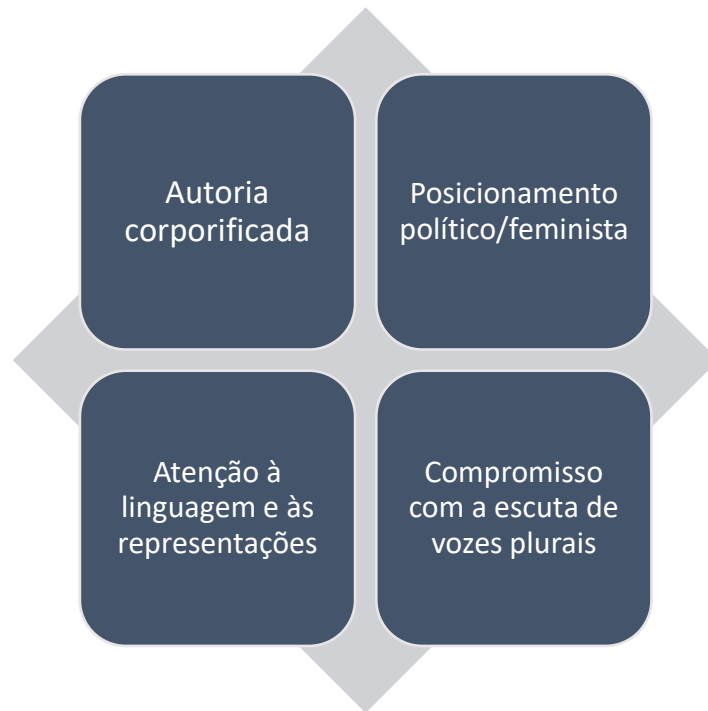 Autoria
corporificada
Posicionamento
político/feminista
Atenção à
linguagem e às
representações
Compromisso
com a escuta de
vozes plurais